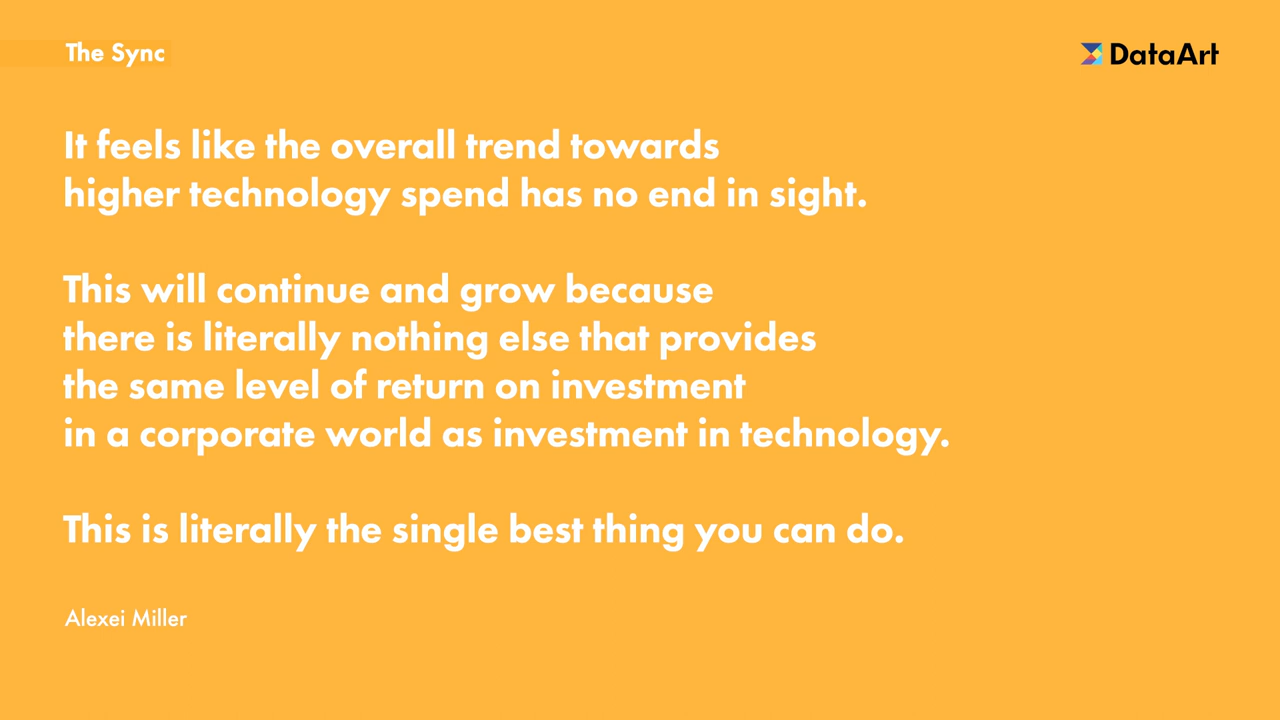 The Sync
DataArt
It feels like the overall trend towards
higher technology spend has no end in sight.
This will continue and grow because
there is literally nothing else that provides
the same level of return on investment
in a corporate world as investment in technology.
This is literally the single best thing you can do.
Alexei Miller